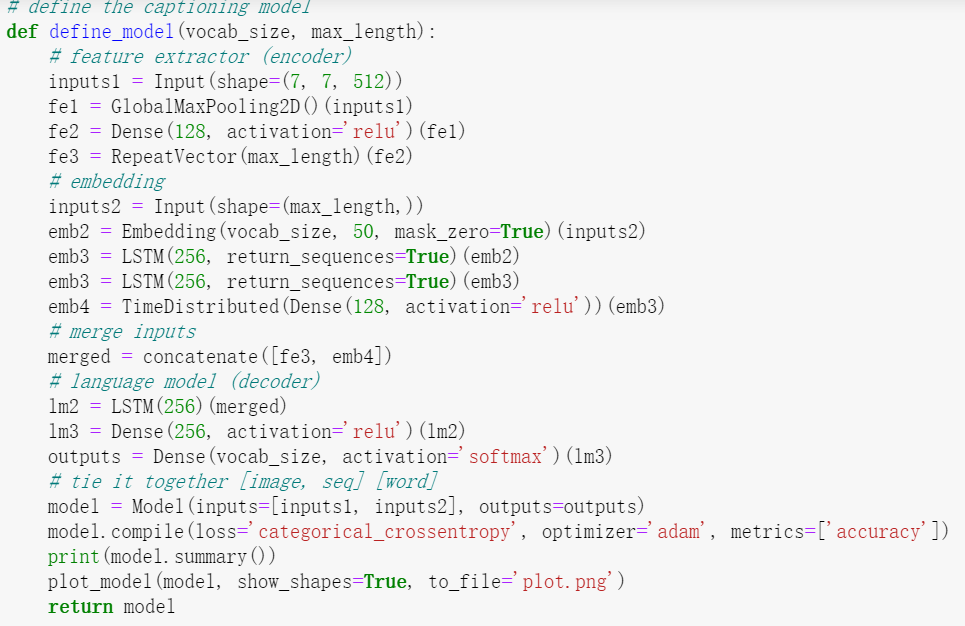 # define the captioning model
def define_model(vocab_size, max_length):
    # feature extractor (encoder)
    inputs1 = Input(shape=(7, 7, 512))
    fe1 = GlobalMaxPooling2D()(inputs1)
    fe2 = Dense(128, activation='relu')(fe1)
    fe3 = RepeatVector(max_length)(fe2)
    # embedding
    inputs2 = Input(shape=(max_length,))
    emb2 = Embedding(vocab_size, 50, mask_zero=True)(inputs2)
    emb3 = LSTM(256, return_sequences=True)(emb2)
    emb3 = LSTM(256, return_sequences=True)(emb3)
    emb4 = TimeDistributed(Dense(128, activation='relu'))(emb3)
    # merge inputs
    merged = concatenate([fe3, emb4])
    # language model (decoder)
    lm2 = LSTM(256)(merged)
    lm3 = Dense(256, activation='relu')(lm2)
    outputs = Dense(vocab_size, activation='softmax')(lm3)
    # tie it together [image, seq] [word]
    model = Model(inputs=[inputs1, inputs2], outputs=outputs)
    model.compile(loss='categorical_crossentropy', optimizer='adam', metrics=['accuracy'])
    print(model.summary())
    plot_model(model, show_shapes=True, to_file='plot.png')
    return model